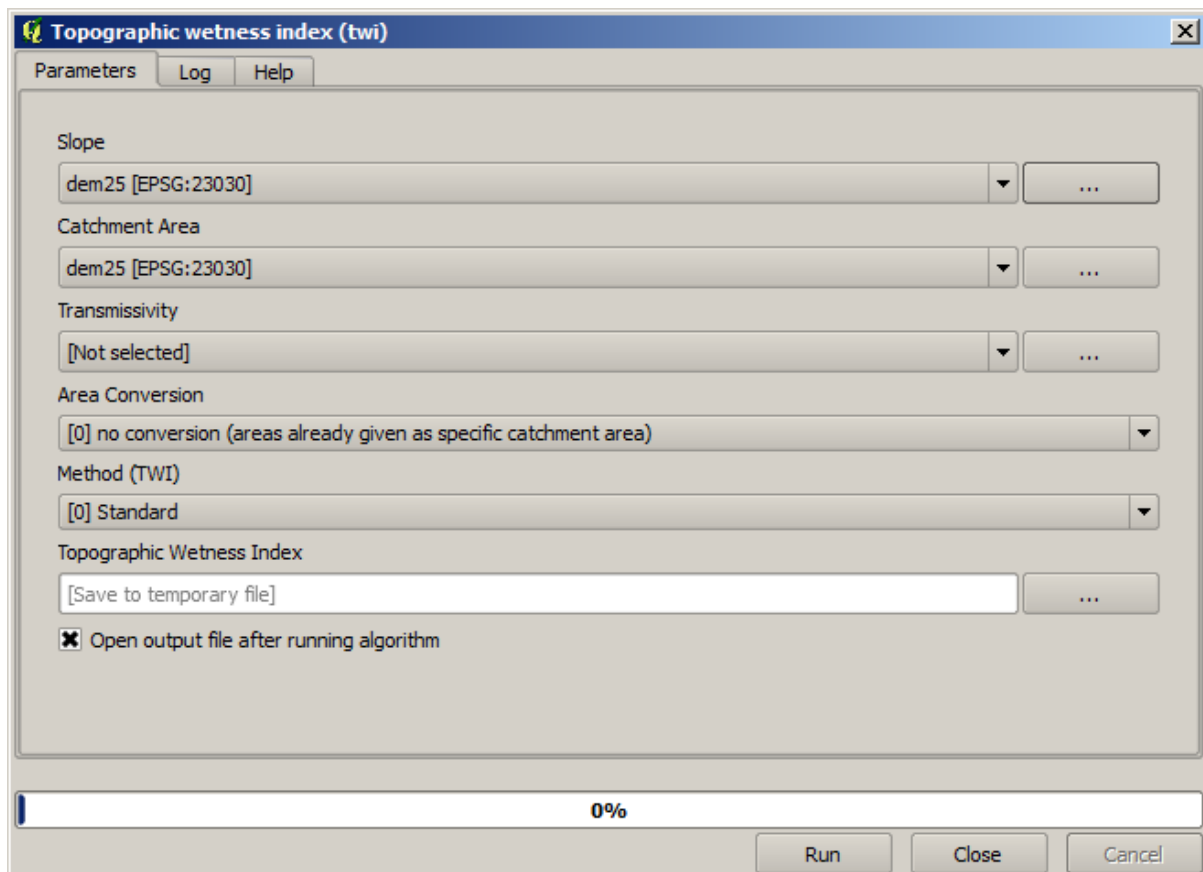 Topographic wetness index (twi)
Parameters Log Help
Slope
dem25 [EPSG:23030] ...
Catchment Area
dem25 [EPSG:23030] ...
Transmissivity
[Not selected] ...
Area Conversion
[0] no conversion (areas already given as specific catchment area)
Method (TWI)
[0] Standard
Topographic Wetness Index
[Save to temporary file] ...
Open output file after running algorithm
0%
Run Close Cancel